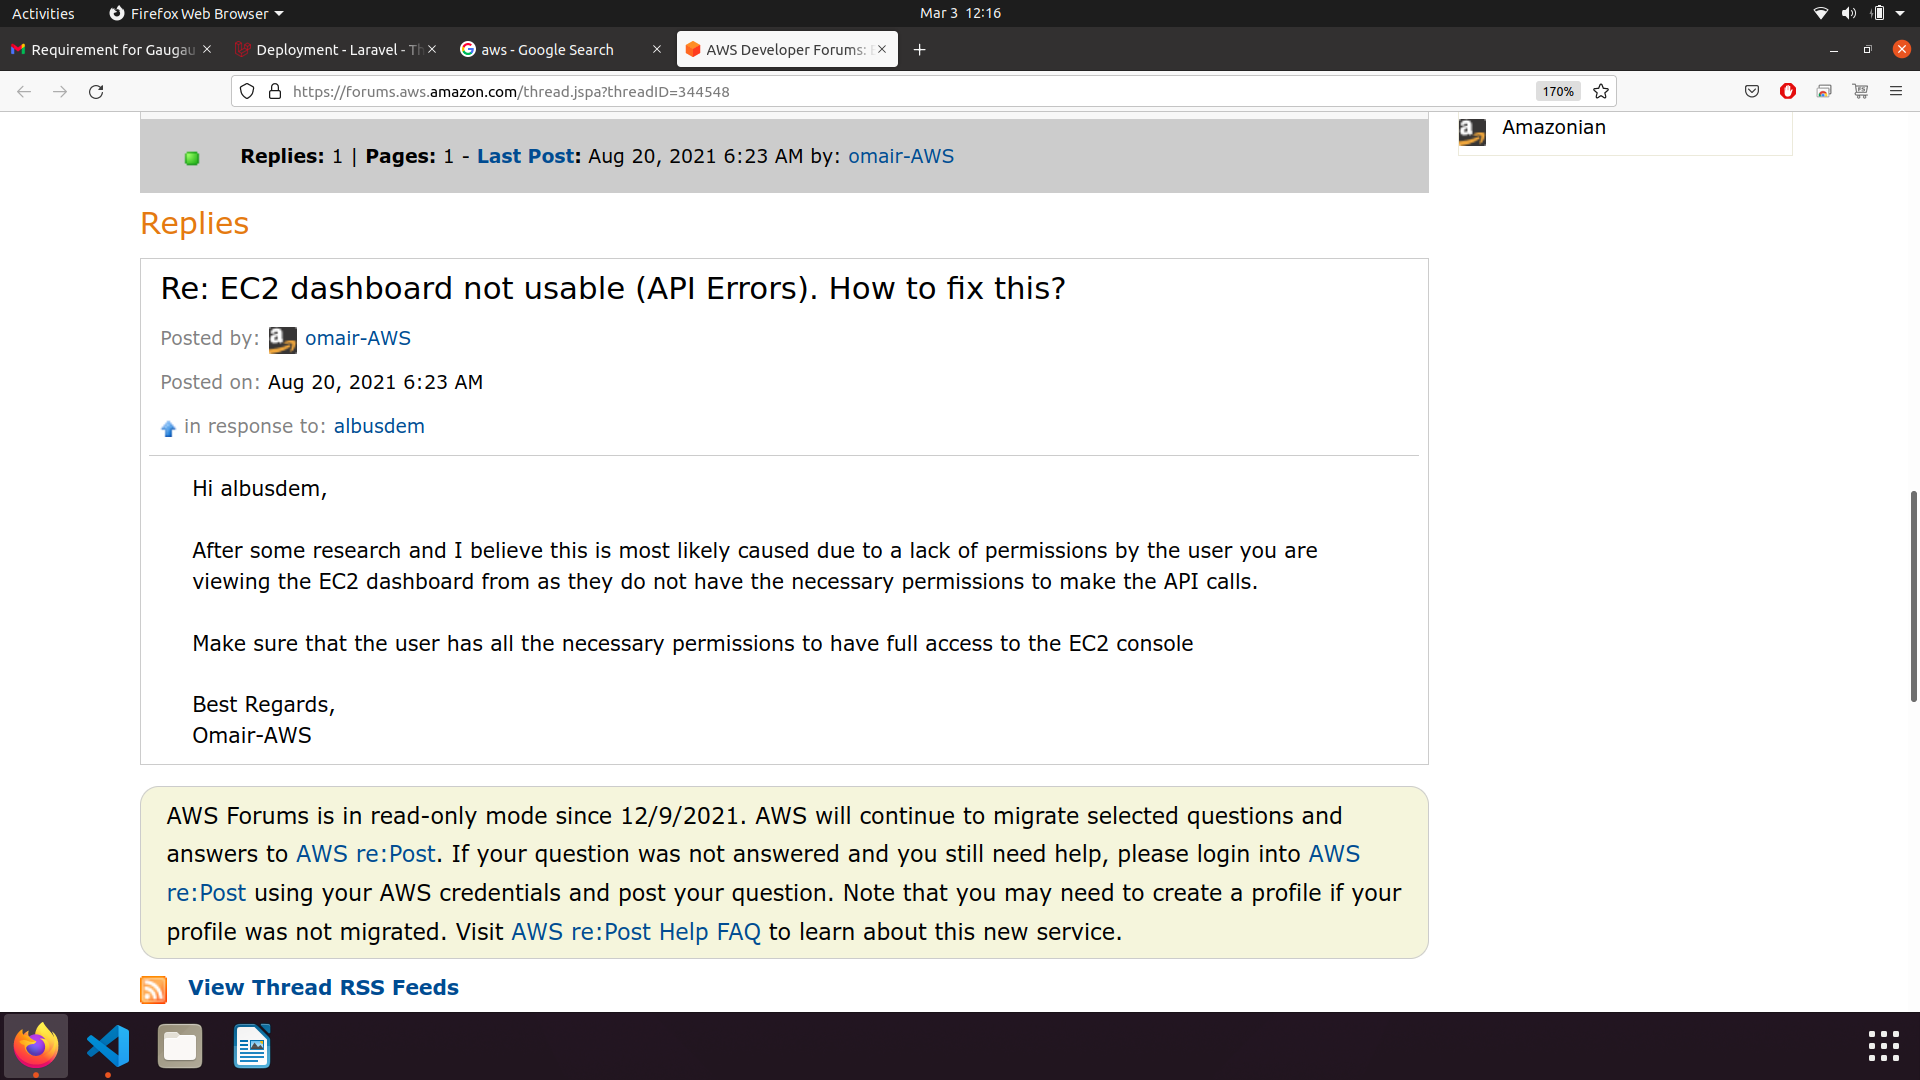 Activities Firefox Web Browser Mar 3 12:16
Requirement for Gaugau Deployment - Laravel - Th aws - Google Search AWS Developer Forums: E
https://forums.aws.amazon.com/thread.jspa?threadID=344548 170%
Amazonian
Replies: 1 | Pages: 1 - Last Post: Aug 20, 2021 6:23 AM by: omair-AWS
Replies
Re: EC2 dashboard not usable (API Errors). How to fix this?
Posted by: omair-AWS
Posted on: Aug 20, 2021 6:23 AM
in response to: albusdem
Hi albusdem,
After some research and I believe this is most likely caused due to a lack of permissions by the user you are
viewing the EC2 dashboard from as they do not have the necessary permissions to make the API calls.
Make sure that the user has all the necessary permissions to have full access to the EC2 console
Best Regards,
Omair-AWS
AWS Forums is in read-only mode since 12/9/2021. AWS will continue to migrate selected questions and
answers to AWS re:Post. If your question was not answered and you still need help, please login into AWS
re:Post using your AWS credentials and post your question. Note that you may need to create a profile if your
profile was not migrated. Visit AWS re:Post Help FAQ to learn about this new service.
View Thread RSS Feeds